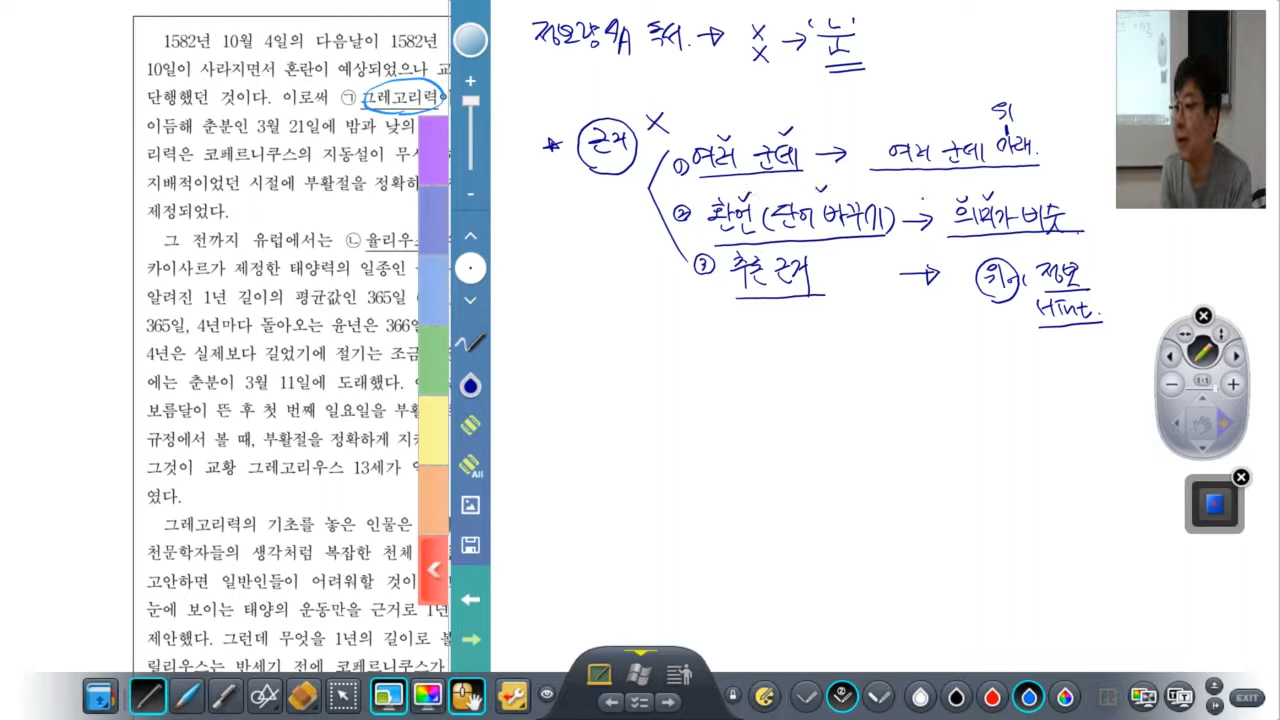 1582년 10월 4일의 다음날이 1582년
10일이 사라지면서 혼란이 예상되었으나 교
단행했던 것이다. 이로써 ㉠ 그레고리력이
이듬해 춘분인 3월 21일에 밤과 낮의
리력은 코페르니쿠스의 지동설이 무시
지배적이었던 시절에 부활절을 정확하
제정되었다.
그 전까지 유럽에서는 ㉡ 율리우스
카이사르가 제정한 태양력의 일종인
알려진 1년 길이의 평균값인 365일
365일, 4년마다 돌아오는 윤년은 366일
4년은 실제보다 길었기에 절기는 조금
에는 춘분이 3월 11일에 도래했다.
보름달이 뜬 후 첫 번째 일요일을 부활
규정에서 볼 때, 부활절을 정확하게 지키
그것이 교황 그레고리우스 13세가
였다.
그레고리력의 기초를 놓은 인물은
천문학자들의 생각처럼 복잡한 천체
고안하면 일반인들이 어려워할 것이
눈에 보이는 태양의 운동만을 근거로 1년
제안했다. 그런데 무엇을 1년의 길이로 볼
릴리우스는 반세기 전에 코페르니쿠스가
정보량 독서. → X X → '눈'
근거 X
① 여러 군데 → 여러 군데 위 아래.
② 환언 (단어 바꾸기) → 의미가 비슷
③ 추론 근거 → 위에 정보
Hint.
All
1:1
EXIT